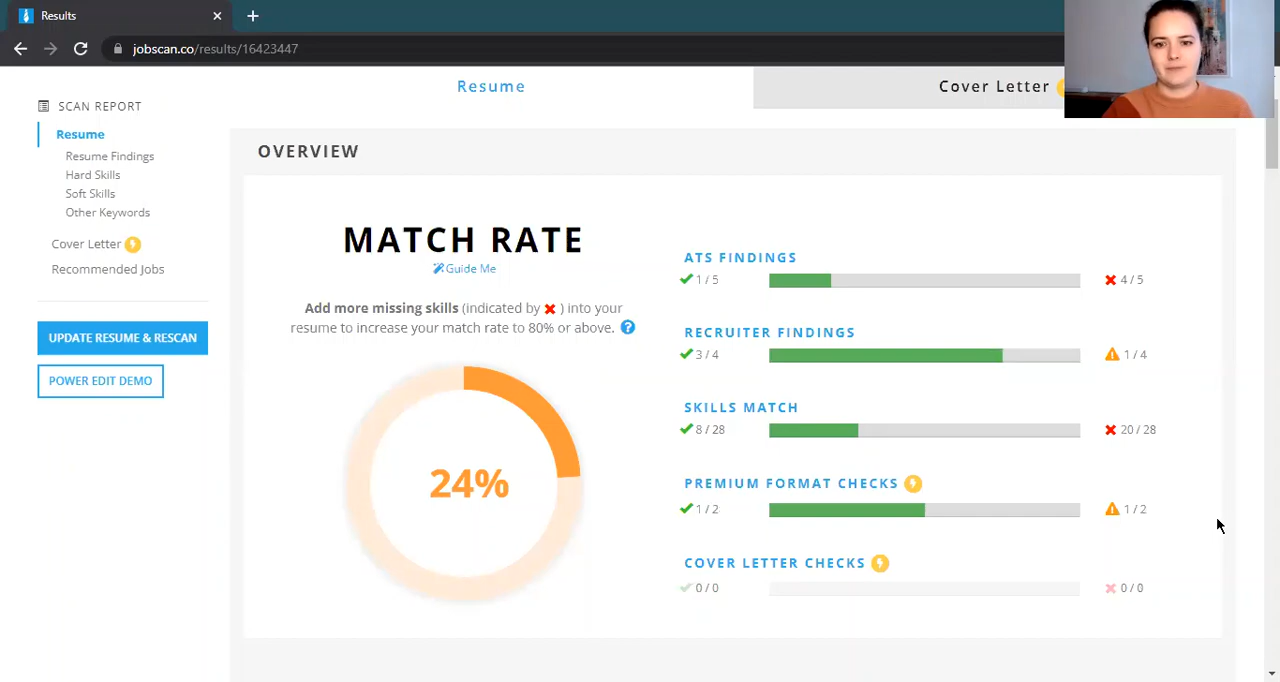 Results
jobscan.co/results/16423447
SCAN REPORT
Resume
Resume Findings
Hard Skills
Soft Skills
Other Keywords
Cover Letter
Recommended Jobs
UPDATE RESUME & RESCAN
POWER EDIT DEMO
Resume
Cover Letter
OVERVIEW
MATCH RATE
Guide Me
Add more missing skills (indicated by ✖ ) into your
resume to increase your match rate to 80% or above. ?
24%
ATS FINDINGS
1 / 5
4 / 5
RECRUITER FINDINGS
3 / 4
1 / 4
SKILLS MATCH
8 / 28
20 / 28
PREMIUM FORMAT CHECKS
1 / 2
1 / 2
COVER LETTER CHECKS
0 / 0
0 / 0